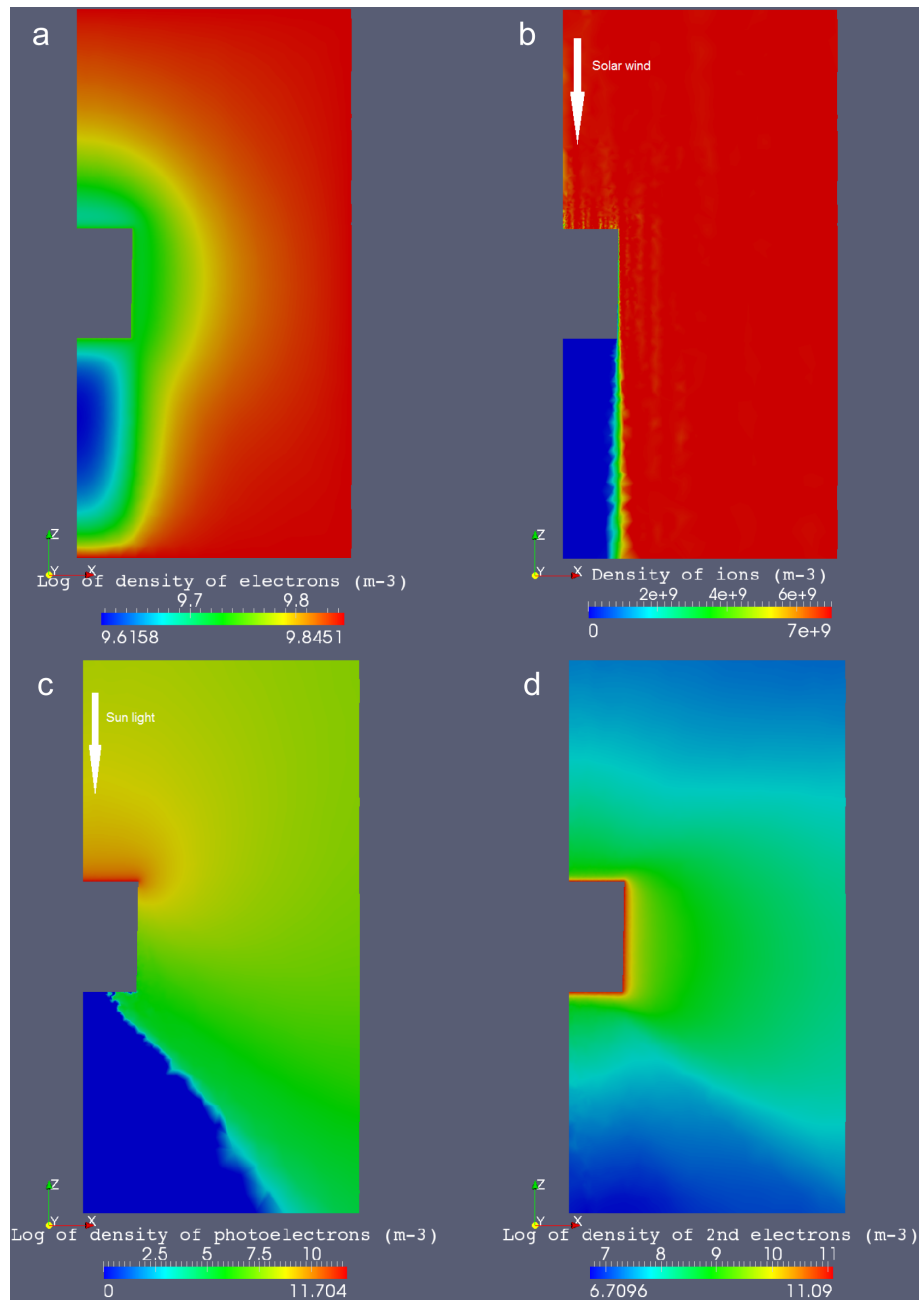 a
b
Solar wind
Z
Y X
Log of density of electrons (m-3)
9.7 9.8
9.6158 9.8451
Z
Y X
Density of ions (m-3)
2e+9 4e+9 6e+9
0 7e+9
c
d
Sun light
Z
Y X
Log of density of photoelectrons (m-3)
2.5 5 7.5 10
0 11.704
Z
Y X
Log of density of 2nd electrons (m-3)
7 8 9 10 11
6.7096 11.09